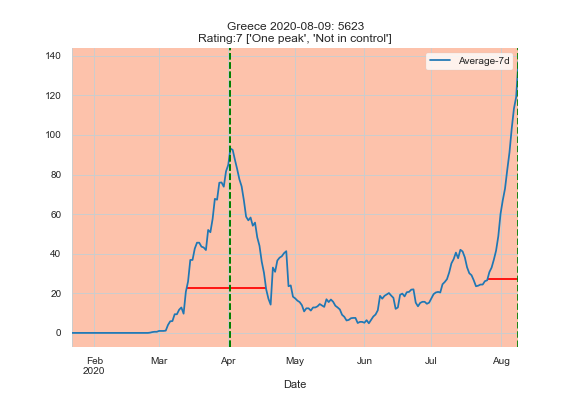 Greece 2020-08-09: 5623
Rating:7 ['One peak', 'Not in control']
Average-7d
140
120
100
80
60
40
20
0
Feb
2020
Mar
Apr
May
Jun
Jul
Aug
Date